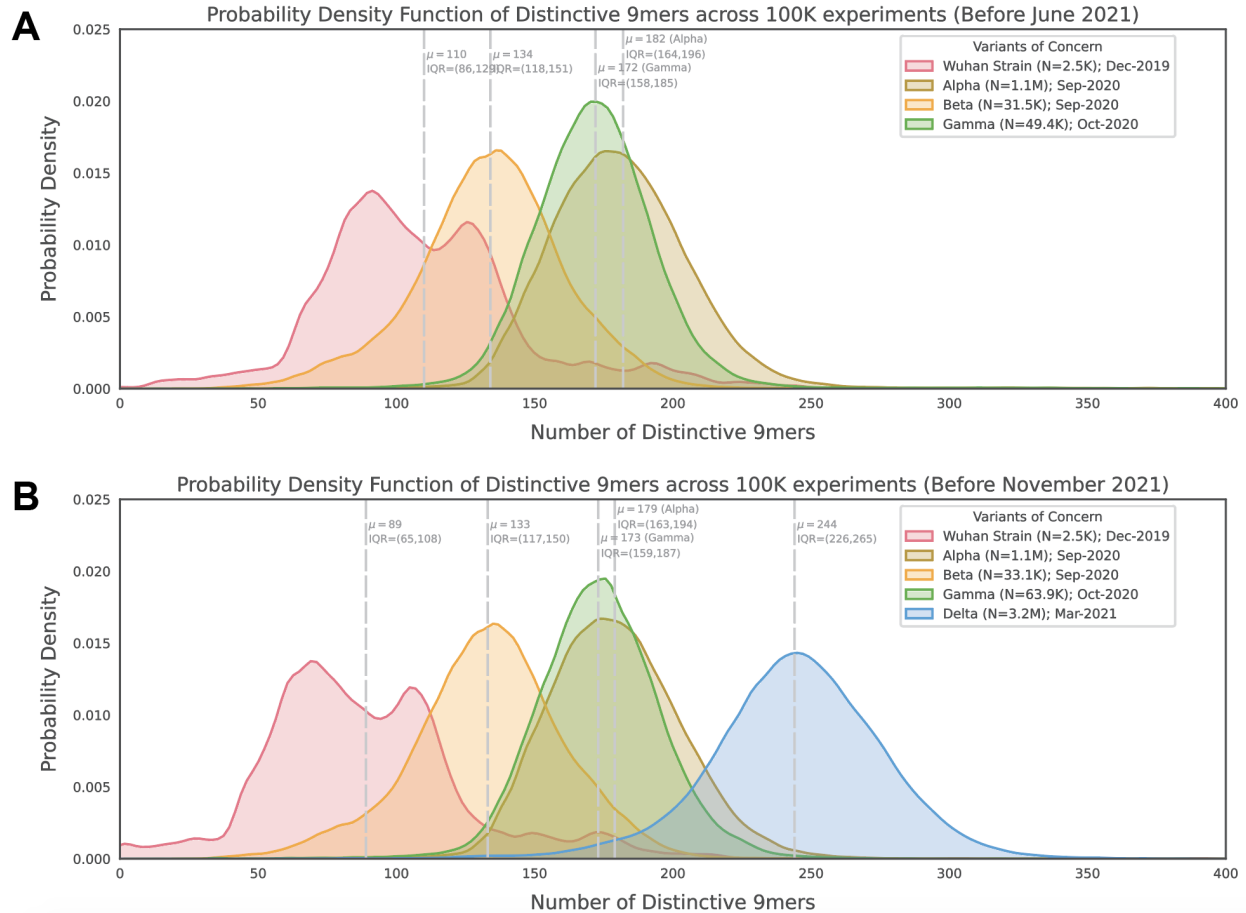 A
Probability Density Function of Distinctive 9mers across 100K experiments (Before June 2021)
0.025
0.020
0.015
0.010
0.005
0.000
Probability Density
μ = 110
IQR=(86,129)
μ = 134
IQR=(118,151)
μ = 182 (Alpha)
IQR=(164,196)
μ = 172 (Gamma)
IQR=(158,185)
Variants of Concern
Wuhan Strain (N=2.5K); Dec-2019
Alpha (N=1.1M); Sep-2020
Beta (N=31.5K); Sep-2020
Gamma (N=49.4K); Oct-2020
0 50 100 150 200 250 300 350 400
Number of Distinctive 9mers
B
Probability Density Function of Distinctive 9mers across 100K experiments (Before November 2021)
0.025
0.020
0.015
0.010
0.005
0.000
Probability Density
μ = 89
IQR=(65,108)
μ = 133
IQR=(117,150)
μ = 179 (Alpha)
IQR=(163,194)
μ = 173 (Gamma)
IQR=(159,187)
μ = 244
IQR=(226,265)
Variants of Concern
Wuhan Strain (N=2.5K); Dec-2019
Alpha (N=1.1M); Sep-2020
Beta (N=33.1K); Sep-2020
Gamma (N=63.9K); Oct-2020
Delta (N=3.2M); Mar-2021
0 50 100 150 200 250 300 350 400
Number of Distinctive 9mers